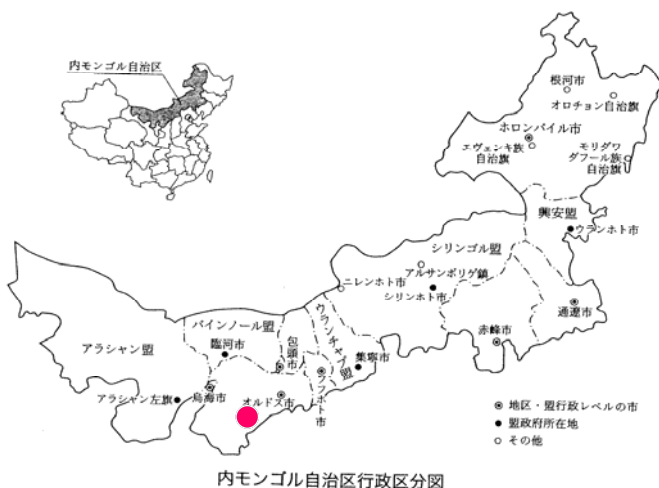 内モンゴル自治区
根河市
オロチョン自治旗
ホロンバイル市
エヴェンキ族
自治旗
モリダワ
ダフール族
自治旗
興安盟
ウランホト市
シリンゴル盟
アルサンボリゲ鎮
ニレンホト市
シリンホト市
通遼市
赤峰市
バインノール盟
ウランチャブ盟
包頭市
アラシャン盟
臨河市
集寧市
フフホト市
烏海市
アラシャン左旗
オルドス市
地区・盟行政レベルの市
盟政府所在地
その他
内モンゴル自治区行政区分図